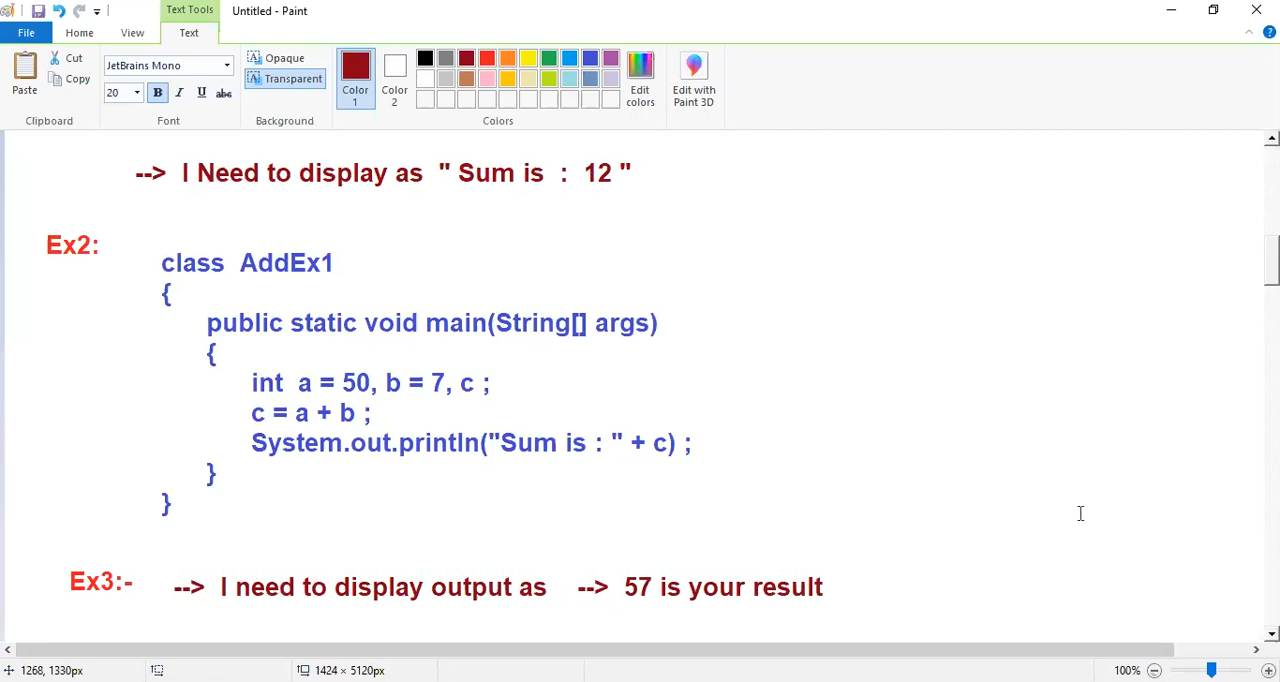 Text Tools
Untitled - Paint
File
Home
View
Text
Paste
Cut
Copy
Clipboard
JetBrains Mono
20
B I U abc
Font
Opaque
Transparent
Background
Color 1
Color 2
Edit colors
Colors
Edit with Paint 3D
--> I Need to display as " Sum is : 12 "
Ex2:
class AddEx1
{
public static void main(String[] args)
{
int a = 50, b = 7, c ;
c = a + b ;
System.out.println("Sum is : " + c) ;
}
}
Ex3:- --> I need to display output as --> 57 is your result
1268, 1330px
1424 × 5120px
100%